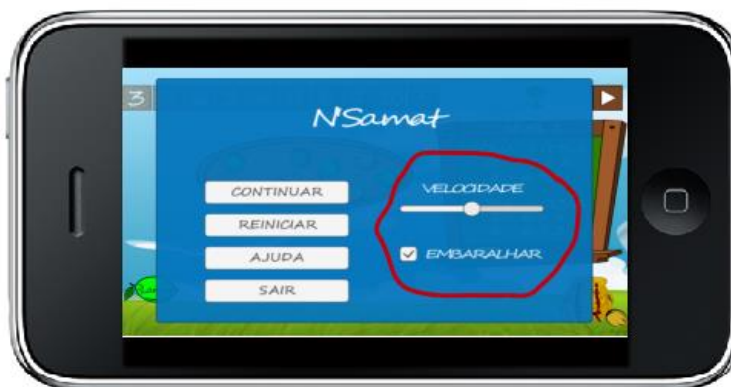 3
N'Samat
CONTINUAR
REINICIAR
AJUDA
SAIR
VELOCIDADE
EMBARALHAR